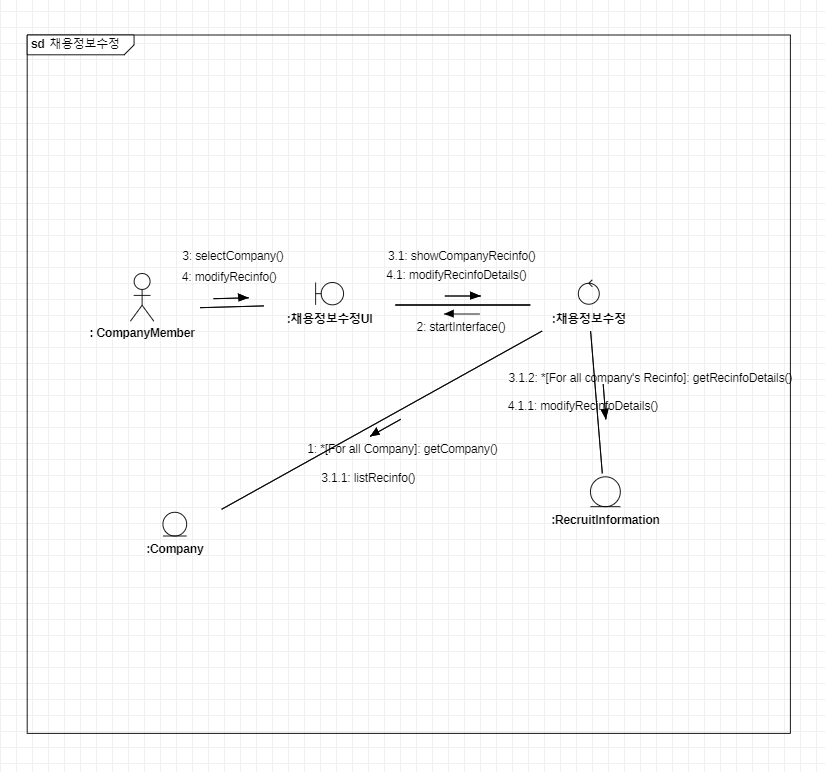 sd 채용정보수정
3: selectCompany()
4: modifyRecinfo()
3.1: showCompanyRecinfo()
4.1: modifyRecinfoDetails()
: CompanyMember
:채용정보수정UI
2: startInterface()
:채용정보수정
3.1.2: *[For all company's Recinfo]: getRecinfoDetails()
4.1.1: modifyRecinfoDetails()
1: *[For all Company]: getCompany()
3.1.1: listRecinfo()
:Company
:RecruitInformation